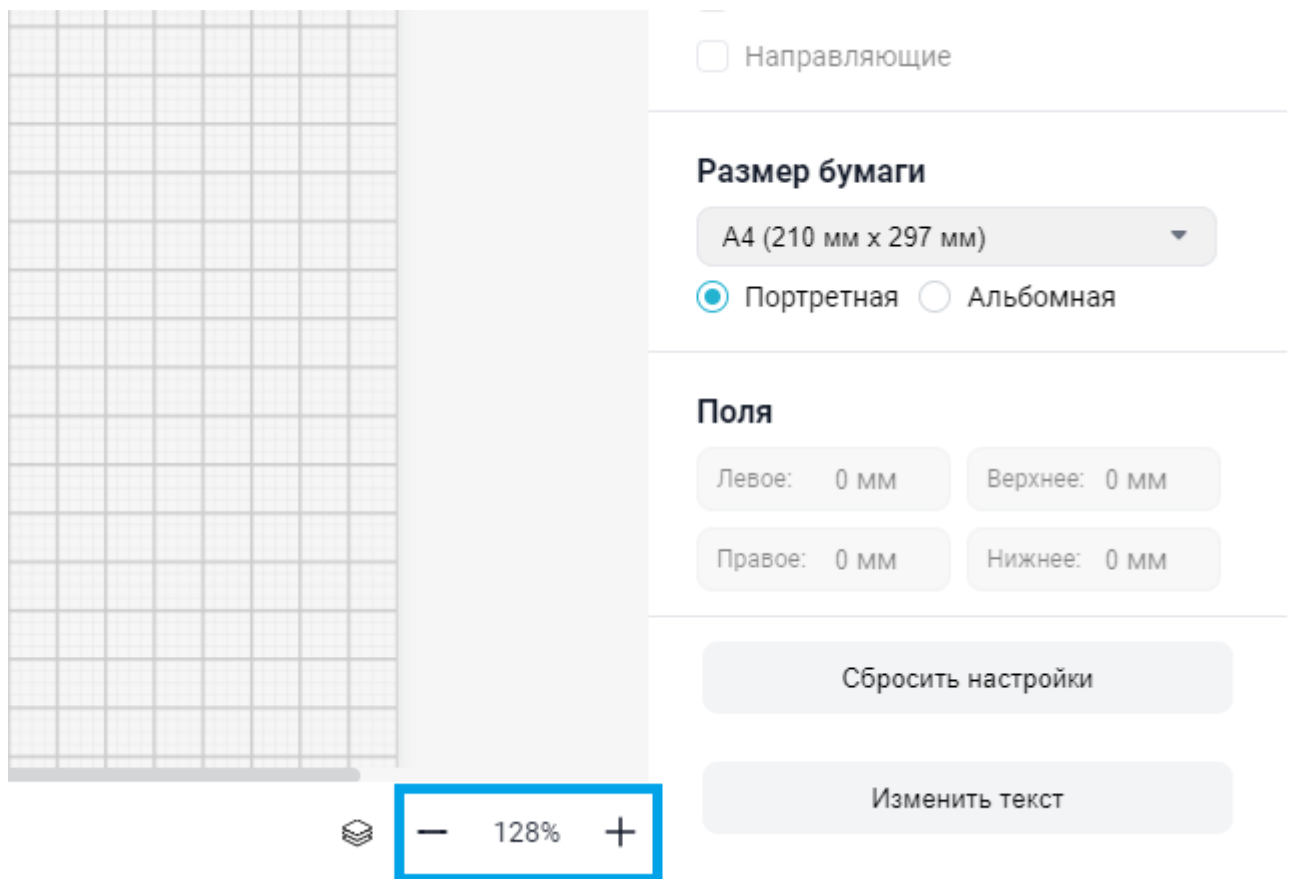 Направляющие
Размер бумаги
A4 (210 мм x 297 мм)
Портретная Альбомная
Поля
Левое: 0 мм Верхнее: 0 мм
Правое: 0 мм Нижнее: 0 мм
Сбросить настройки
Изменить текст
128%